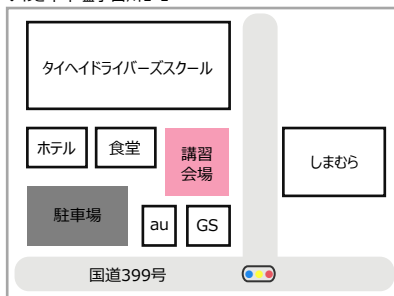 タイヘイドライバーズスクール
ホテル
食堂
講習
会場
しまむら
駐車場
au
GS
国道399号